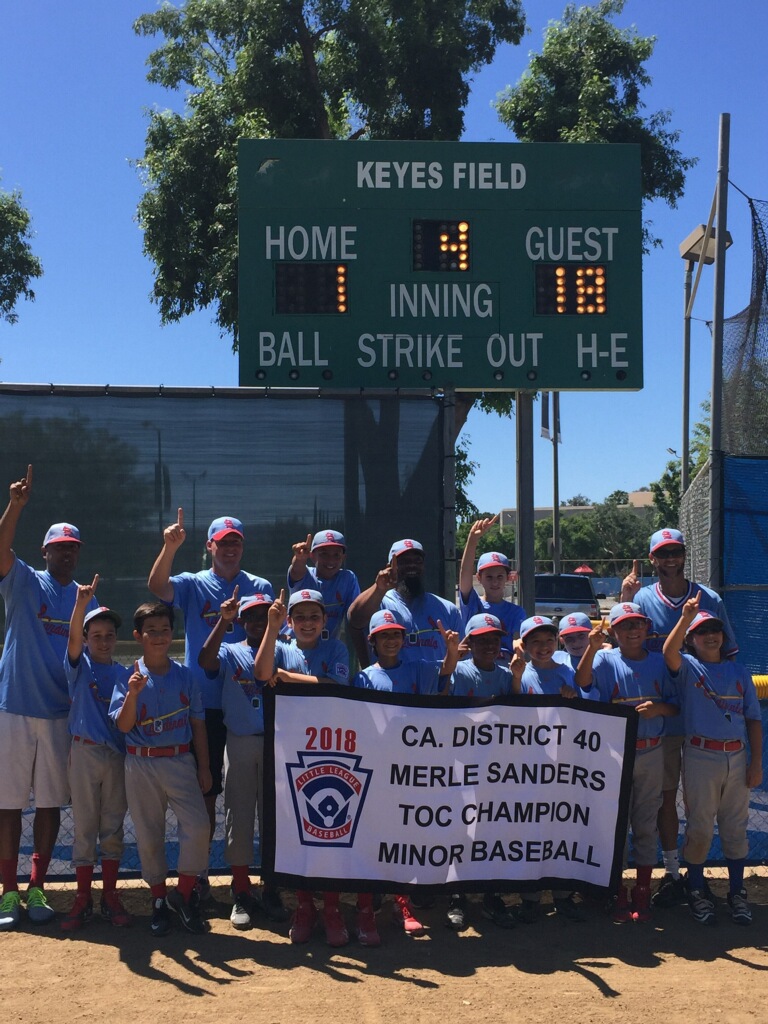 KEYES FIELD
HOME 4 GUEST
1 INNING 18
BALL STRIKE OUT H-E
2018
LITTLE LEAGUE
BASEBALL
CA. DISTRICT 40
MERLE SANDERS
TOC CHAMPION
MINOR BASEBALL